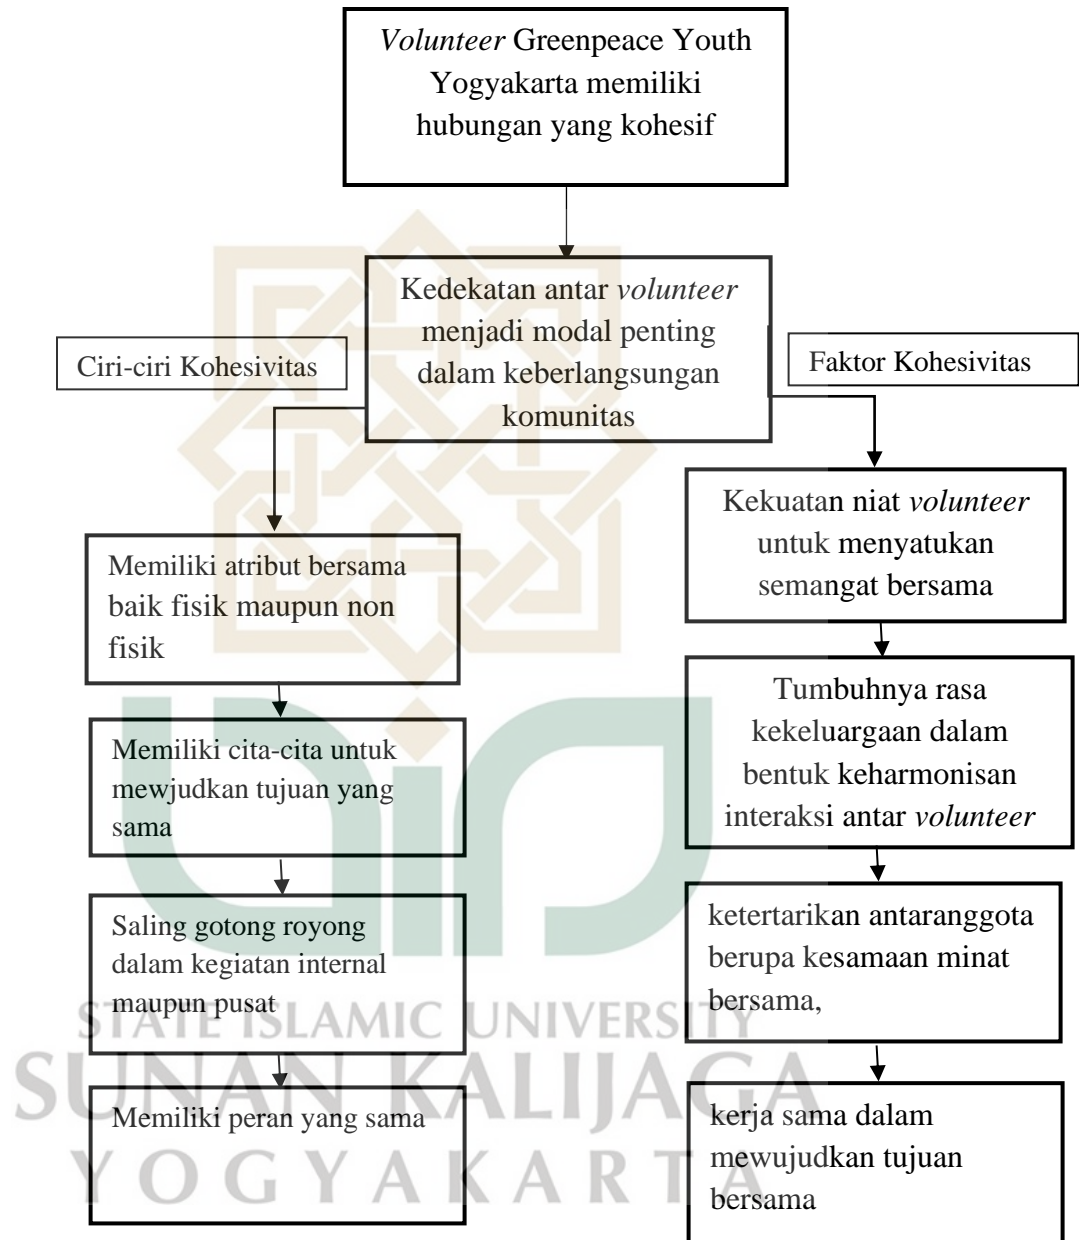 Volunteer Greenpeace Youth
Yogyakarta memiliki
hubungan yang kohesif
Kedekatan antar volunteer
menjadi modal penting
dalam keberlangsungan
komunitas
Ciri-ciri Kohesivitas
Faktor Kohesivitas
Memiliki atribut bersama
baik fisik maupun non
fisik
Memiliki cita-cita untuk
mewjudkan tujuan yang
sama
Saling gotong royong
dalam kegiatan internal
maupun pusat
Memiliki peran yang sama
Kekuatan niat volunteer
untuk menyatukan
semangat bersama
Tumbuhnya rasa
kekeluargaan dalam
bentuk keharmonisan
interaksi antar volunteer
ketertarikan antaranggota
berupa kesamaan minat
bersama,
kerja sama dalam
mewujudkan tujuan
bersama
STATE ISLAMIC UNIVERSITY
SUNAN KALIJAGA
YOGYAKARTA